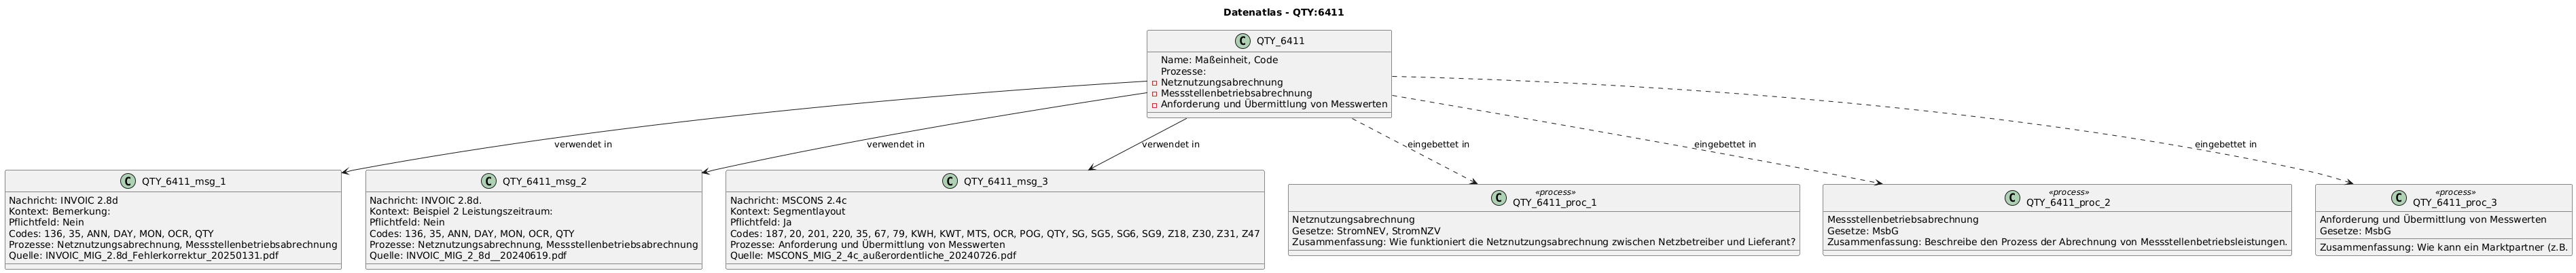 Datenatlas - QTY:6411
C QTY_6411
Name: Maßeinheit, Code
Prozesse:
Netznutzungsabrechnung
Messstellenbetriebsabrechnung
Anforderung und Übermittlung von Messwerten
verwendet in
verwendet in
verwendet in
eingebettet in
eingebettet in
eingebettet in
C QTY_6411_msg_1
Nachricht: INVOIC 2.8d
Kontext: Bemerkung:
Pflichtfeld: Nein
Codes: 136, 35, ANN, DAY, MON, OCR, QTY
Prozesse: Netznutzungsabrechnung, Messstellenbetriebsabrechnung
Quelle: INVOIC_MIG_2.8d_Fehlerkorrektur_20250131.pdf
C QTY_6411_msg_2
Nachricht: INVOIC 2.8d.
Kontext: Beispiel 2 Leistungszeitraum:
Pflichtfeld: Nein
Codes: 136, 35, ANN, DAY, MON, OCR, QTY
Prozesse: Netznutzungsabrechnung, Messstellenbetriebsabrechnung
Quelle: INVOIC_MIG_2_8d__20240619.pdf
C QTY_6411_msg_3
Nachricht: MSCONS 2.4c
Kontext: Segmentlayout
Pflichtfeld: Ja
Codes: 187, 20, 201, 220, 35, 67, 79, KWH, KWT, MTS, OCR, POG, QTY, SG, SG5, SG6, SG9, Z18, Z30, Z31, Z47
Prozesse: Anforderung und Übermittlung von Messwerten
Quelle: MSCONS_MIG_2_4c_außerordentliche_20240726.pdf
«process»
C QTY_6411_proc_1
Netznutzungsabrechnung
Gesetze: StromNEV, StromNZV
Zusammenfassung: Wie funktioniert die Netznutzungsabrechnung zwischen Netzbetreiber und Lieferant?
«process»
C QTY_6411_proc_2
Messstellenbetriebsabrechnung
Gesetze: MsbG
Zusammenfassung: Beschreibe den Prozess der Abrechnung von Messstellenbetriebsleistungen.
«process»
C QTY_6411_proc_3
Anforderung und Übermittlung von Messwerten
Gesetze: MsbG
Zusammenfassung: Wie kann ein Marktpartner (z.B.